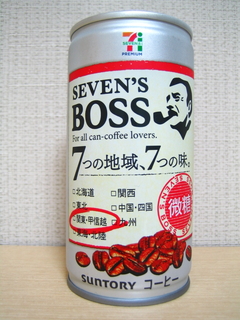 7
ELEVEN
PREMIUM
SEVEN'S
BOSS
For all can-coffee lovers.
7つの地域、7つの味。
□北海道 □関西
□東北 □中国・四国
□関東・甲信越 □九州
□東海・北陸
微糖
SUNTORY コーヒー